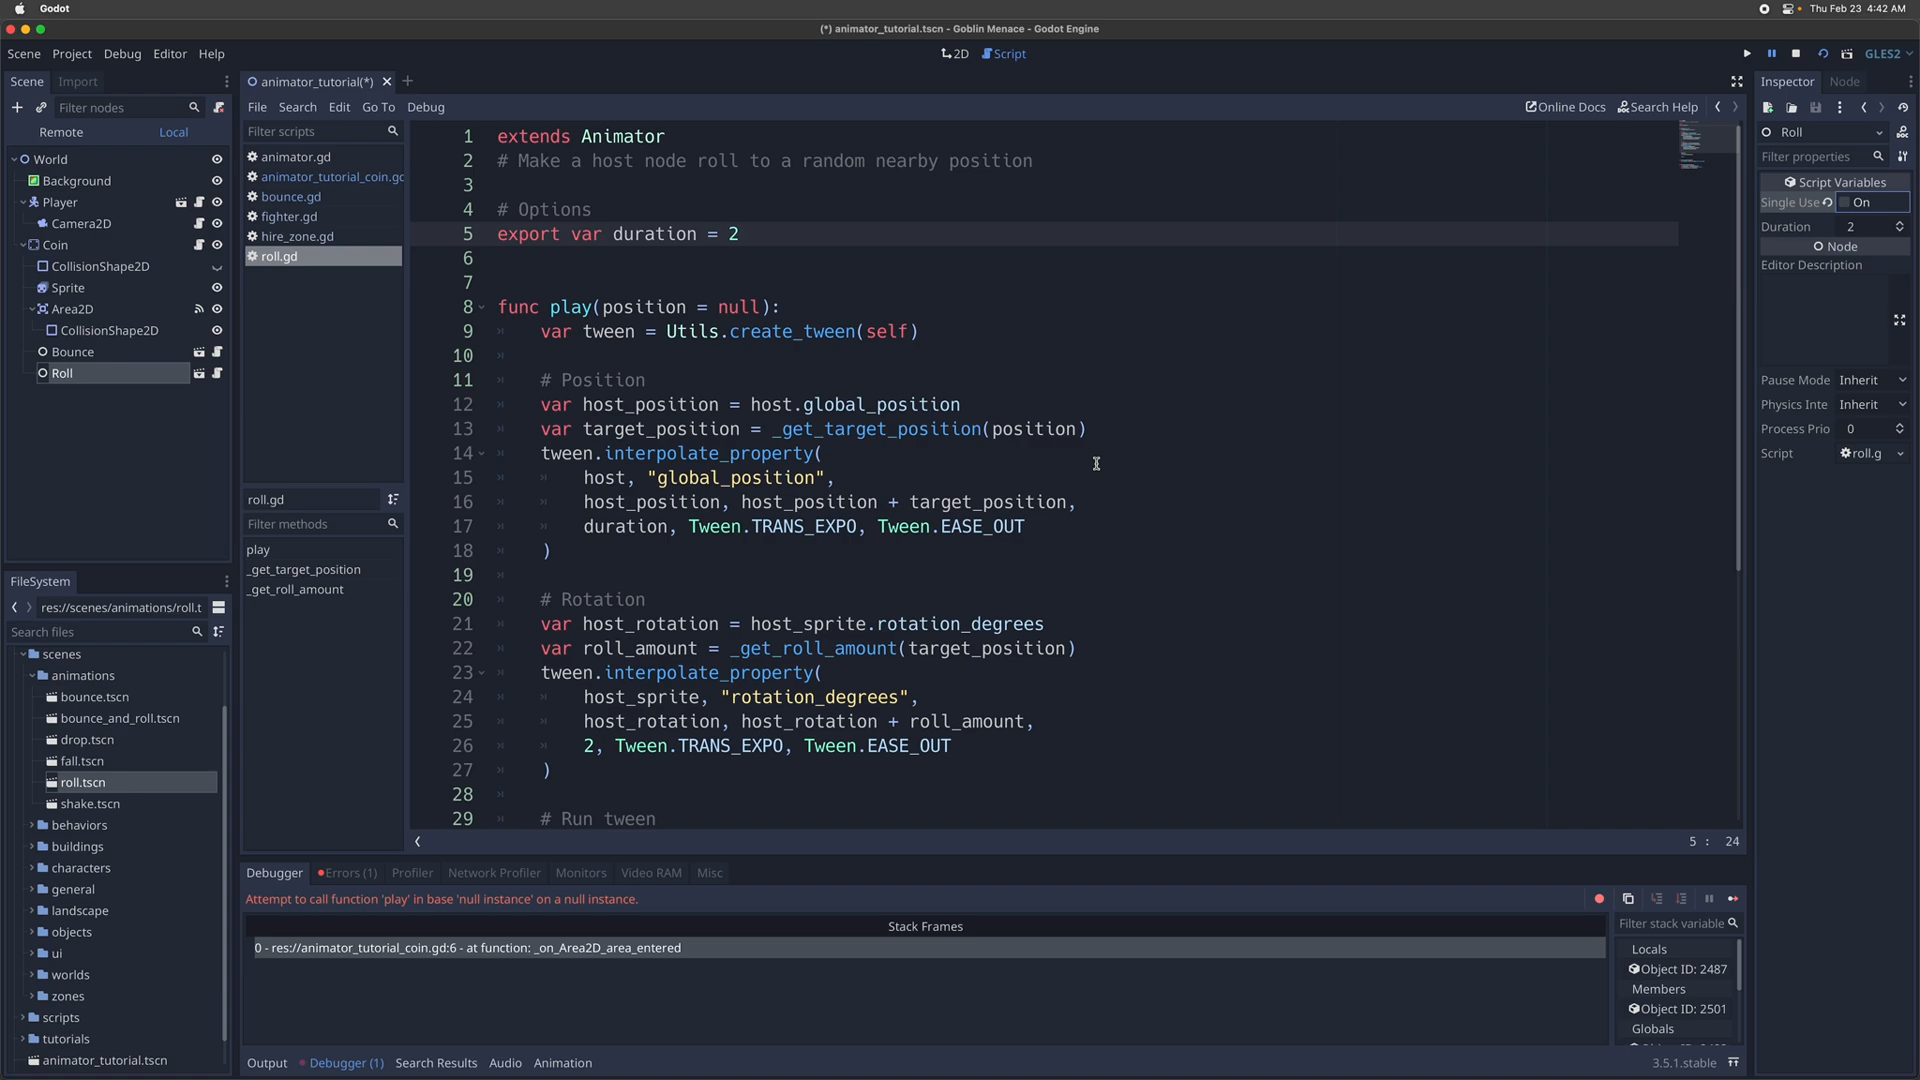 Godot
Thu Feb 23 4:42 AM
(*) animator_tutorial.tscn - Goblin Menace - Godot Engine
Scene Project Debug Editor Help
2D Script
GLES2
Scene Import
Filter nodes
Remote Local
World
Background
Player
Camera2D
Coin
CollisionShape2D
Sprite
Area2D
CollisionShape2D
Bounce
Roll
FileSystem
res://scenes/animations/roll.t
Search files
scenes
animations
bounce.tscn
bounce_and_roll.tscn
drop.tscn
fall.tscn
roll.tscn
shake.tscn
behaviors
buildings
characters
general
landscape
objects
ui
worlds
zones
scripts
tutorials
animator_tutorial.tscn
animator_tutorial(*)
File Search Edit Go To Debug
Online Docs Search Help
Filter scripts
animator.gd
animator_tutorial_coin.gd
bounce.gd
fighter.gd
hire_zone.gd
roll.gd
roll.gd
Filter methods
play
_get_target_position
_get_roll_amount
1 extends Animator
2 # Make a host node roll to a random nearby position
3
4 # Options
5 export var duration = 2
6
7
8 func play(position = null):
9 var tween = Utils.create_tween(self)
10
11 # Position
12 var host_position = host.global_position
13 var target_position = _get_target_position(position)
14 tween.interpolate_property(
15 host, "global_position",
16 host_position, host_position + target_position,
17 duration, Tween.TRANS_EXPO, Tween.EASE_OUT
18 )
19
20 # Rotation
21 var host_rotation = host_sprite.rotation_degrees
22 var roll_amount = _get_roll_amount(target_position)
23 tween.interpolate_property(
24 host_sprite, "rotation_degrees",
25 host_rotation, host_rotation + roll_amount,
26 2, Tween.TRANS_EXPO, Tween.EASE_OUT
27 )
28
29 # Run tween
5 : 24
Debugger Errors (1) Profiler Network Profiler Monitors Video RAM Misc
Attempt to call function 'play' in base 'null instance' on a null instance.
Stack Frames
0 - res://animator_tutorial_coin.gd:6 - at function: _on_Area2D_area_entered
Filter stack variable
Locals
Object ID: 2487
Members
Object ID: 2501
Globals
Output Debugger (1) Search Results Audio Animation
3.5.1.stable
Inspector Node
Roll
Filter properties
Script Variables
Single Use On
Duration 2
Node
Editor Description
Pause Mode Inherit
Physics Inte Inherit
Process Prio 0
Script roll.g